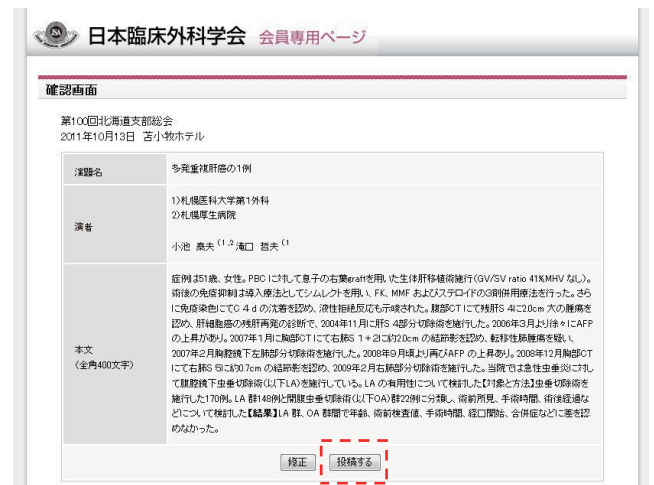 日本臨床外科学会 会員専用ページ
確認画面
第100回北海道支部総会
2011年10月13日 苫小牧ホテル
演題名
多発重複肝癌の1例
演者
1)札幌医科大学第1外科
2)札幌厚生病院
小池 桑夫(1,2滝口 哲夫(1
本文
(全角400文字)
症例は51歳、女性。PBC に対して息子の右葉graftを用いた生体肝移植術施行(GV/SV ratio 41%MHV なし)。
術後の免疫抑制は導入療法としてシムレクトを用い、FK、MMF およびステロイドの3剤併用療法を行った。さら
に免疫染色にてC 4 d の沈着を認め、液性拒絶反応も示唆された。腹部CT にて残肝S 4に2.0cm 大の腫瘍を
認め、肝細胞癌の残肝再発の診断で、2004年11月に肝S 4部分切除術を施行した。2006年3月より徐々にAFP
の上昇があり。2007年1月に胸部CT にて右肺S 1+2に約2.0cm の結節影を認め、転移性肺腫瘍を疑い、
2007年2月胸腔鏡下左肺部分切除術を施行した。2008年9月頃より再びAFP の上昇あり。2008年12月胸部CT
にて右肺S 5に約0.7cm の結節影を認め、2009年2月右肺部分切除術を施行した。当院では急性虫垂炎に対し
て腹腔鏡下虫垂切除術(以下LA)を施行している。LA の有用性について検討した【対象と方法】虫垂切除術を
施行した170例。LA 群148例と開腹虫垂切除術(以下OA)群22例に分類し、術前所見、手術時間、術後経過な
どについて検討した【結果】LA 群、OA 群間で年齢、術前検査値、手術時間、経口開始、合併症などに差を認
めなかった。
修正 投稿する